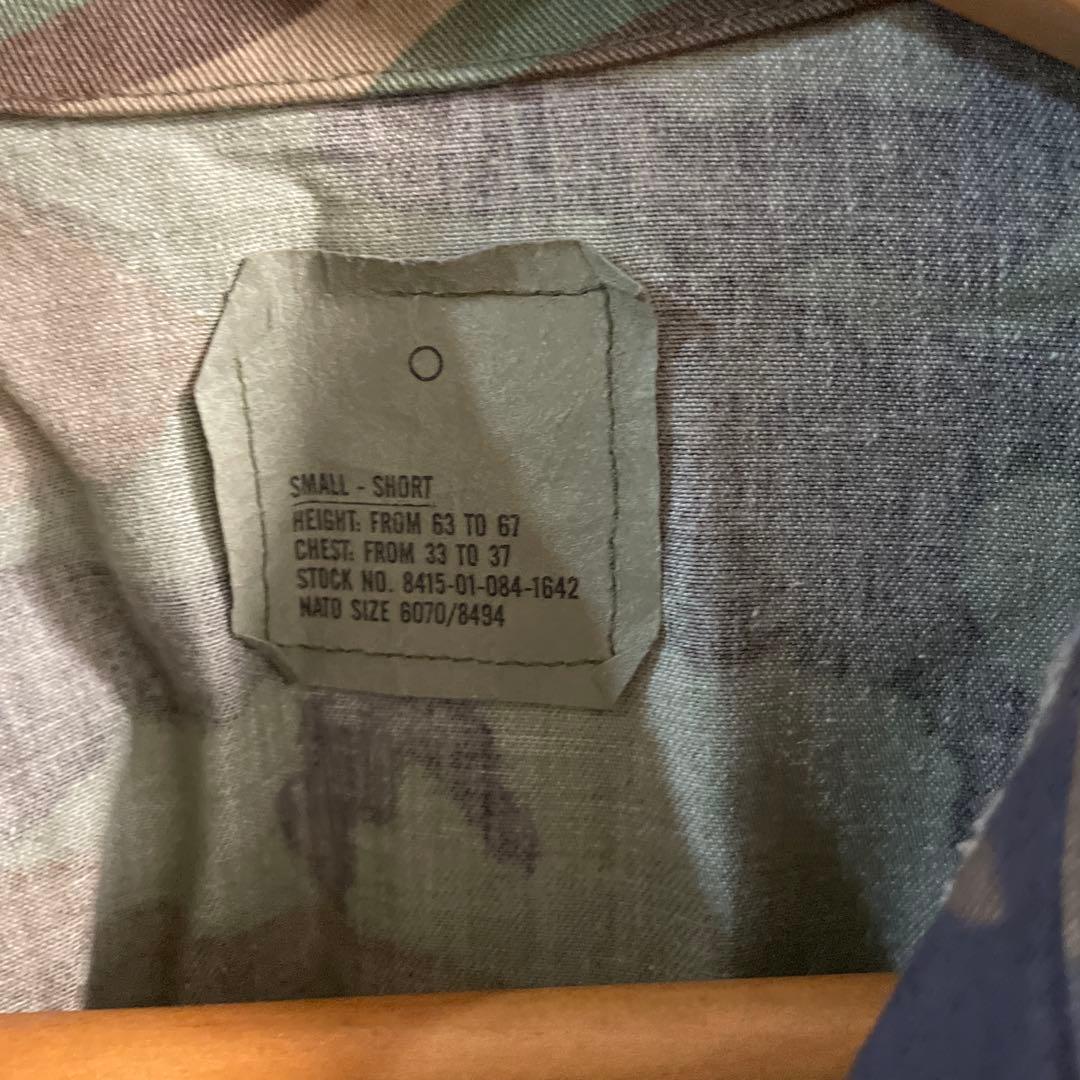 SMALL - SHORT
HEIGHT: FROM 63 TO 67
CHEST: FROM 33 TO 37
STOCK NO. 8415-01-084-1642
NATO SIZE 6070/8494